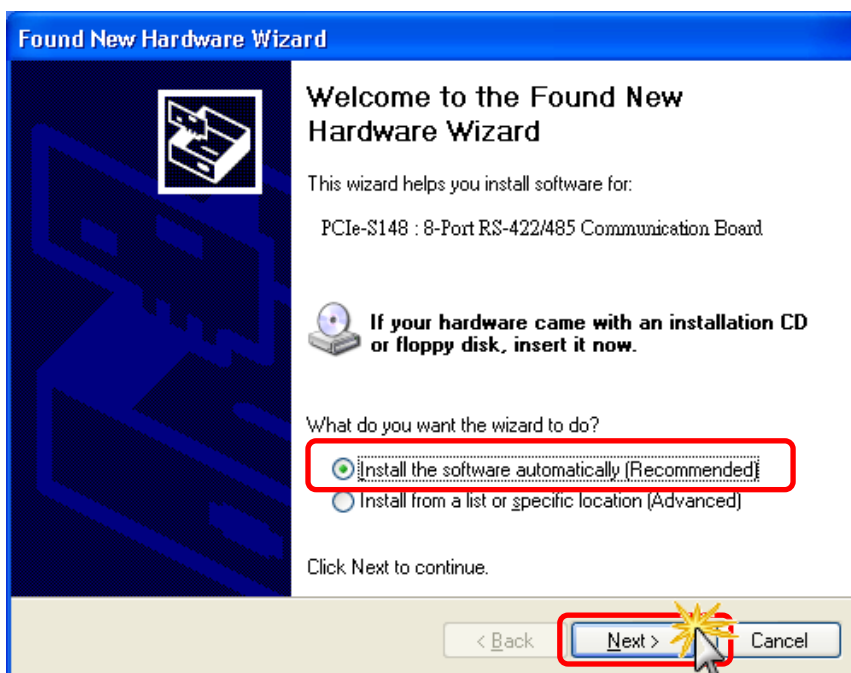 Found New Hardware Wizard
Welcome to the Found New
Hardware Wizard
This wizard helps you install software for:
PCIe-S148 : 8-Port RS-422/485 Communication Board
If your hardware came with an installation CD
or floppy disk, insert it now.
What do you want the wizard to do?
Install the software automatically (Recommended)
Install from a list or specific location (Advanced)
Click Next to continue.
< Back Next > Cancel